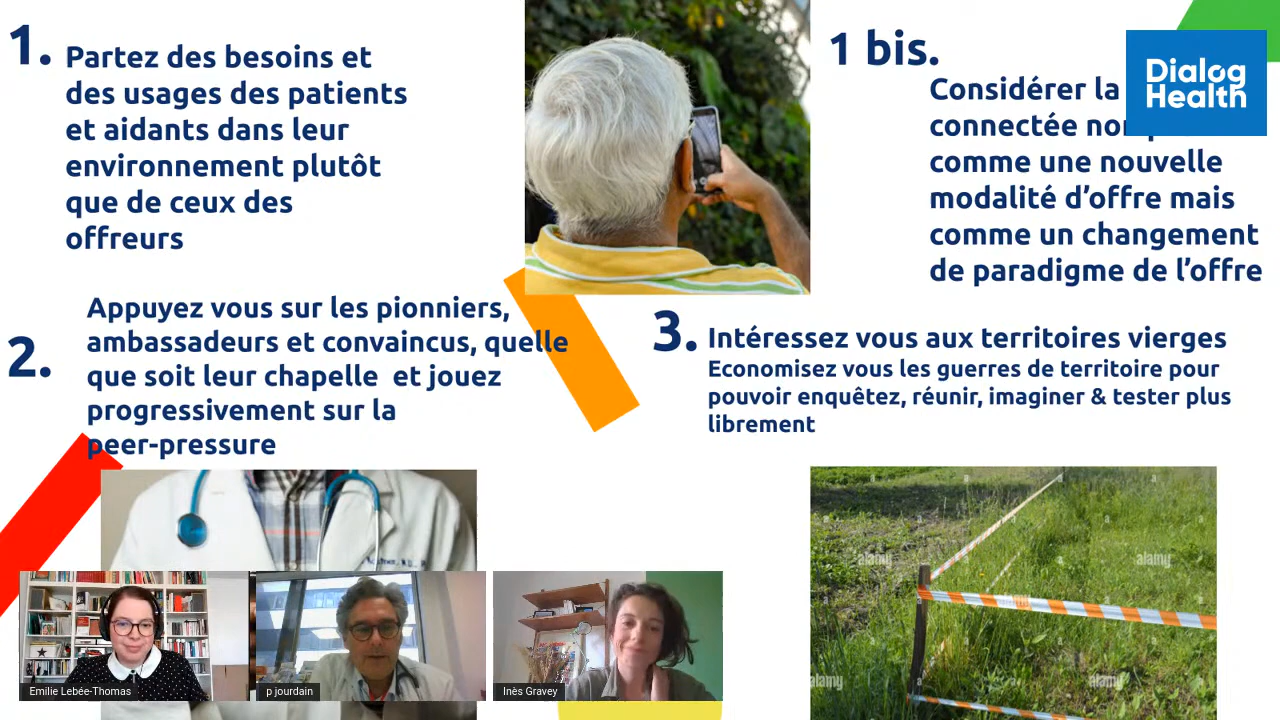 1.
Partez des besoins et
des usages des patients
et aidants dans leur
environnement plutôt
que de ceux des
offreurs
1 bis.
Considérer la
connectée
comme une nouvelle
modalité d’offre mais
comme un changement
de paradigme de l’offre
Dialog
Health
2.
Appuyez vous sur les pionniers,
ambassadeurs et convaincus, quelle
que soit leur chapelle et jouez
progressivement sur la
peer-pressure
3.
Intéressez vous aux territoires vierges
Economisez vous les guerres de territoire pour
pouvoir enquêtez, réunir, imaginer & tester plus
librement
Emilie Lebée-Thomas
p jourdain
Inès Gravey
alamy
alamy
alamy
alamy